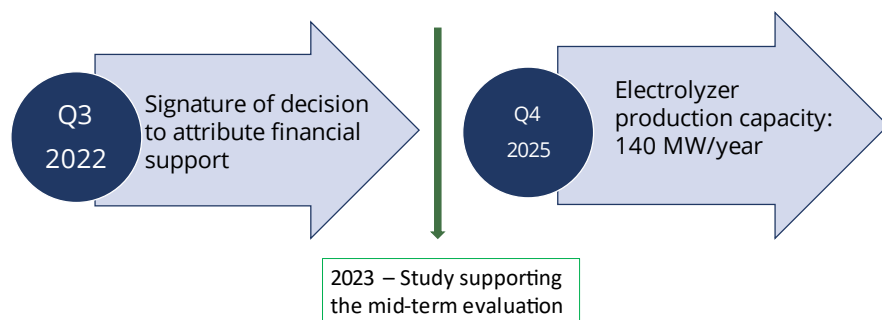 Q3
2022
Signature of decision
to attribute financial
support
Q4
2025
Electrolyzer
production capacity:
140 MW/year
2023 – Study supporting
the mid-term evaluation